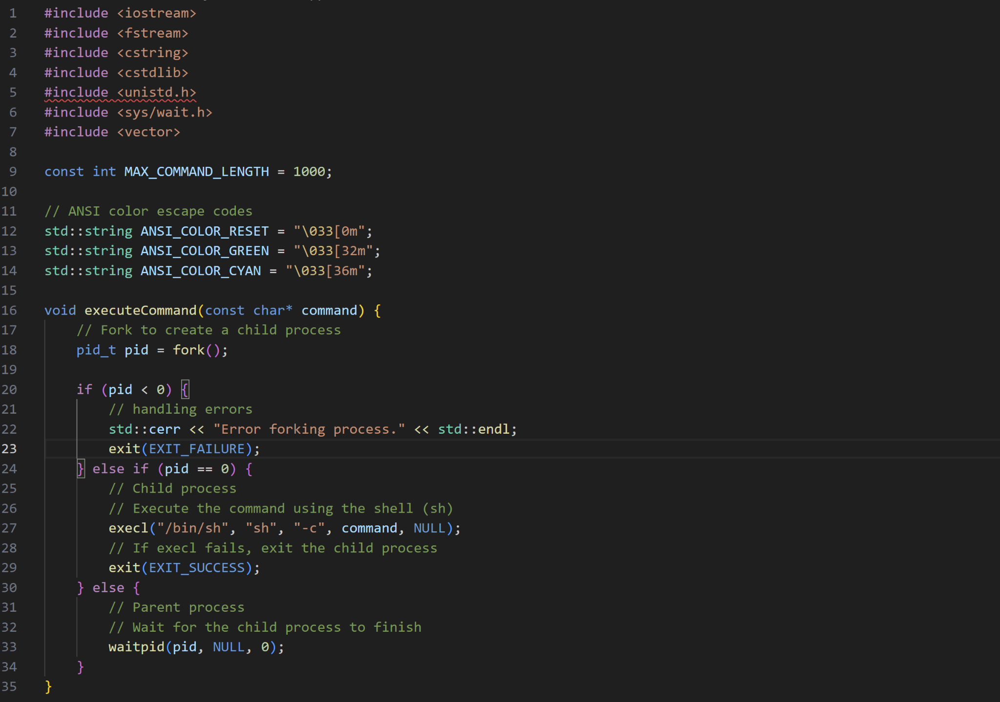 1 #include <iostream>
2 #include <fstream>
3 #include <cstring>
4 #include <cstdlib>
5 #include <unistd.h>
6 #include <sys/wait.h>
7 #include <vector>
8
9 const int MAX_COMMAND_LENGTH = 1000;
10
11 // ANSI color escape codes
12 std::string ANSI_COLOR_RESET = "\033[0m";
13 std::string ANSI_COLOR_GREEN = "\033[32m";
14 std::string ANSI_COLOR_CYAN = "\033[36m";
15
16 void executeCommand(const char* command) {
17     // Fork to create a child process
18     pid_t pid = fork();
19
20     if (pid < 0) {
21         // handling errors
22         std::cerr << "Error forking process." << std::endl;
23         exit(EXIT_FAILURE);
24     } else if (pid == 0) {
25         // Child process
26         // Execute the command using the shell (sh)
27         execl("/bin/sh", "sh", "-c", command, NULL);
28         // If execl fails, exit the child process
29         exit(EXIT_SUCCESS);
30     } else {
31         // Parent process
32         // Wait for the child process to finish
33         waitpid(pid, NULL, 0);
34     }
35 }